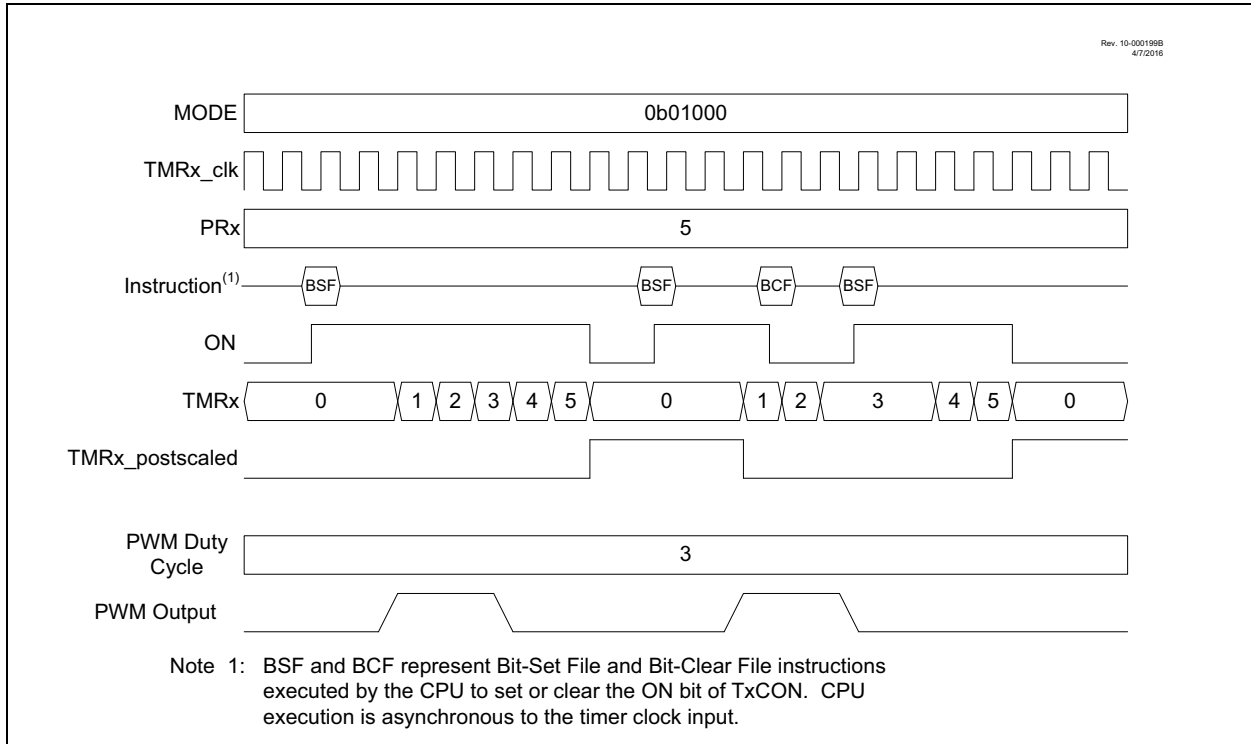 Rev. 10-000199B
4/7/2016
MODE
0b01000
TMRx_clk
PRx
5
Instruction(1)
BSF
BSF
BCF
BSF
ON
TMRx
0
1
2
3
4
5
0
1
2
3
4
5
0
TMRx_postscaled
PWM Duty
Cycle
3
PWM Output
Note 1: BSF and BCF represent Bit-Set File and Bit-Clear File instructions
executed by the CPU to set or clear the ON bit of TxCON. CPU
execution is asynchronous to the timer clock input.